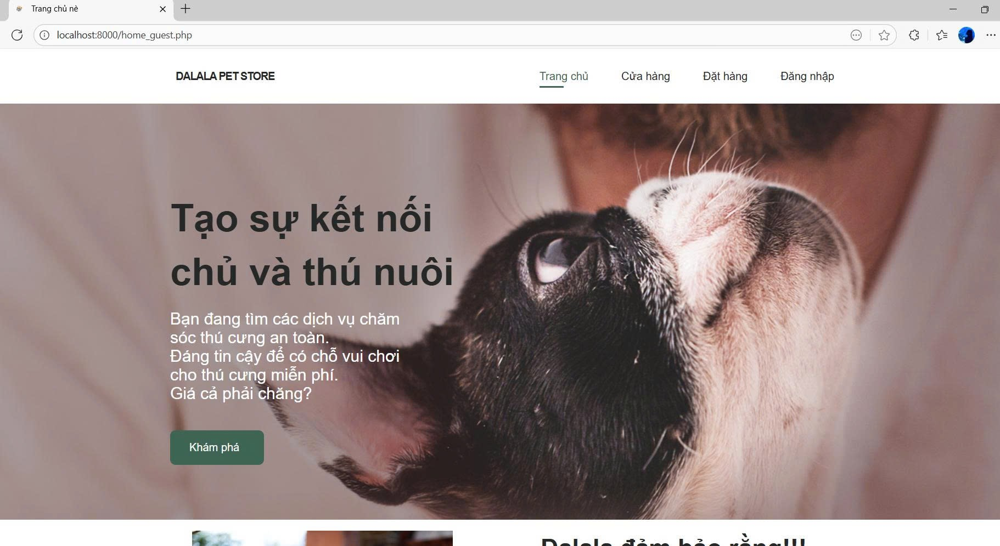 Trang chủ nè
localhost:8000/home_guest.php
DALALA PET STORE
Trang chủ
Cửa hàng
Đặt hàng
Đăng nhập
Tạo sự kết nối
chủ và thú nuôi
Bạn đang tìm các dịch vụ chăm
sóc thú cưng an toàn.
Đáng tin cậy để có chỗ vui chơi
cho thú cưng miễn phí.
Giá cả phải chăng?
Khám phá
Dalala đảm bảo rằng!!!